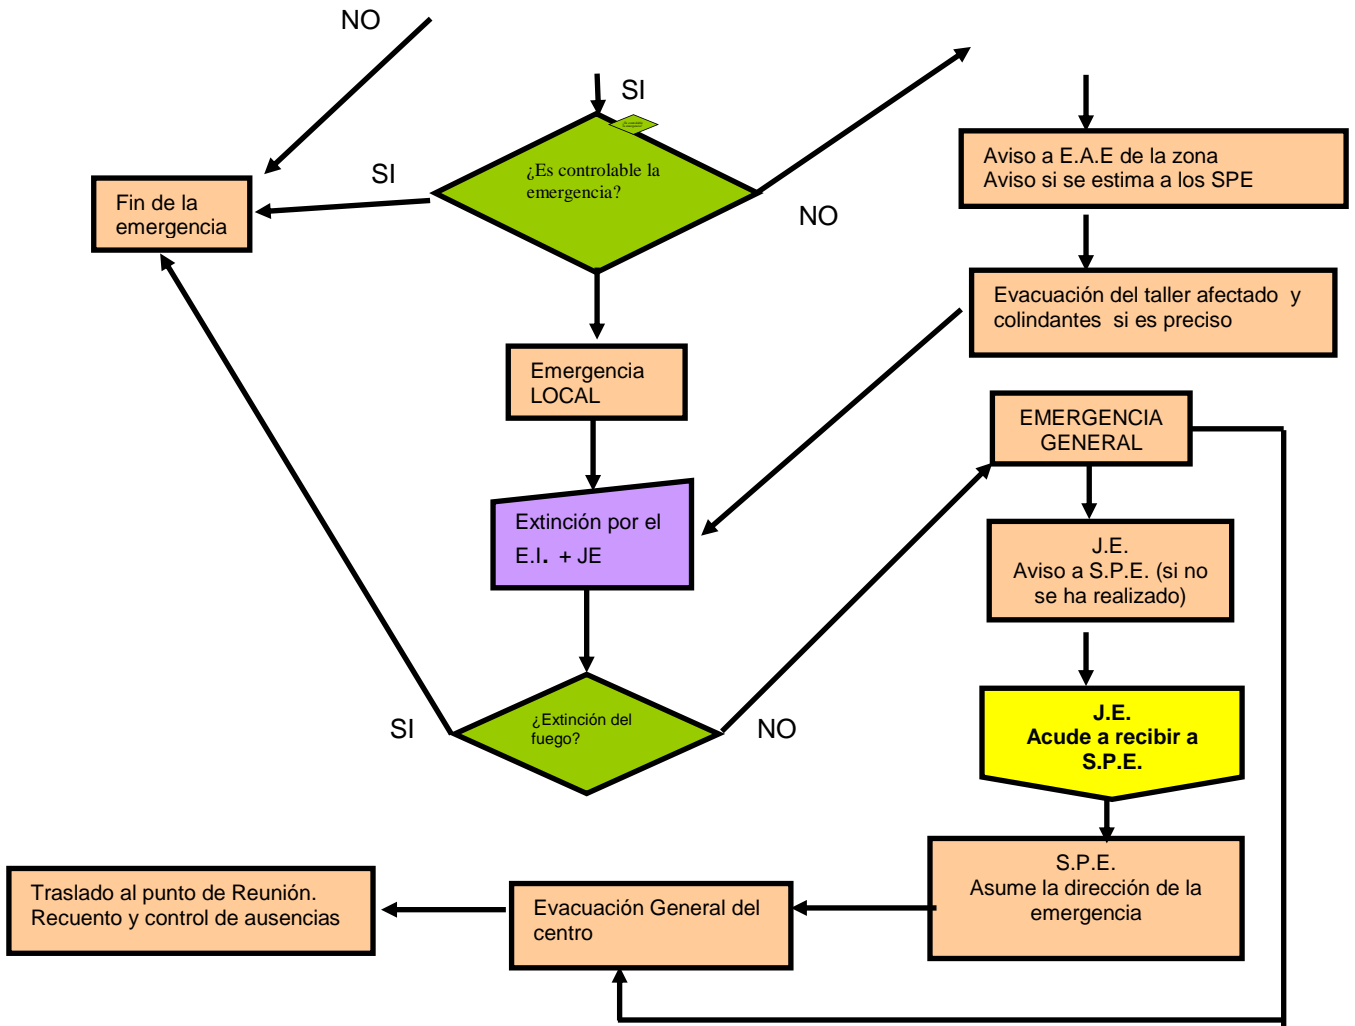 NO
SI
¿Es controlable la
emergencia?
SI
NO
Aviso a E.A.E de la zona
Aviso si se estima a los SPE
Fin de la
emergencia
Evacuación del taller afectado y
colindantes si es preciso
Emergencia
LOCAL
EMERGENCIA
GENERAL
Extinción por el
E.I. + JE
J.E.
Aviso a S.P.E. (si no
se ha realizado)
¿Extinción del
fuego?
SI
NO
J.E.
Acude a recibir a
S.P.E.
S.P.E.
Asume la dirección de la
emergencia
Evacuación General del
centro
Traslado al punto de Reunión.
Recuento y control de ausencias